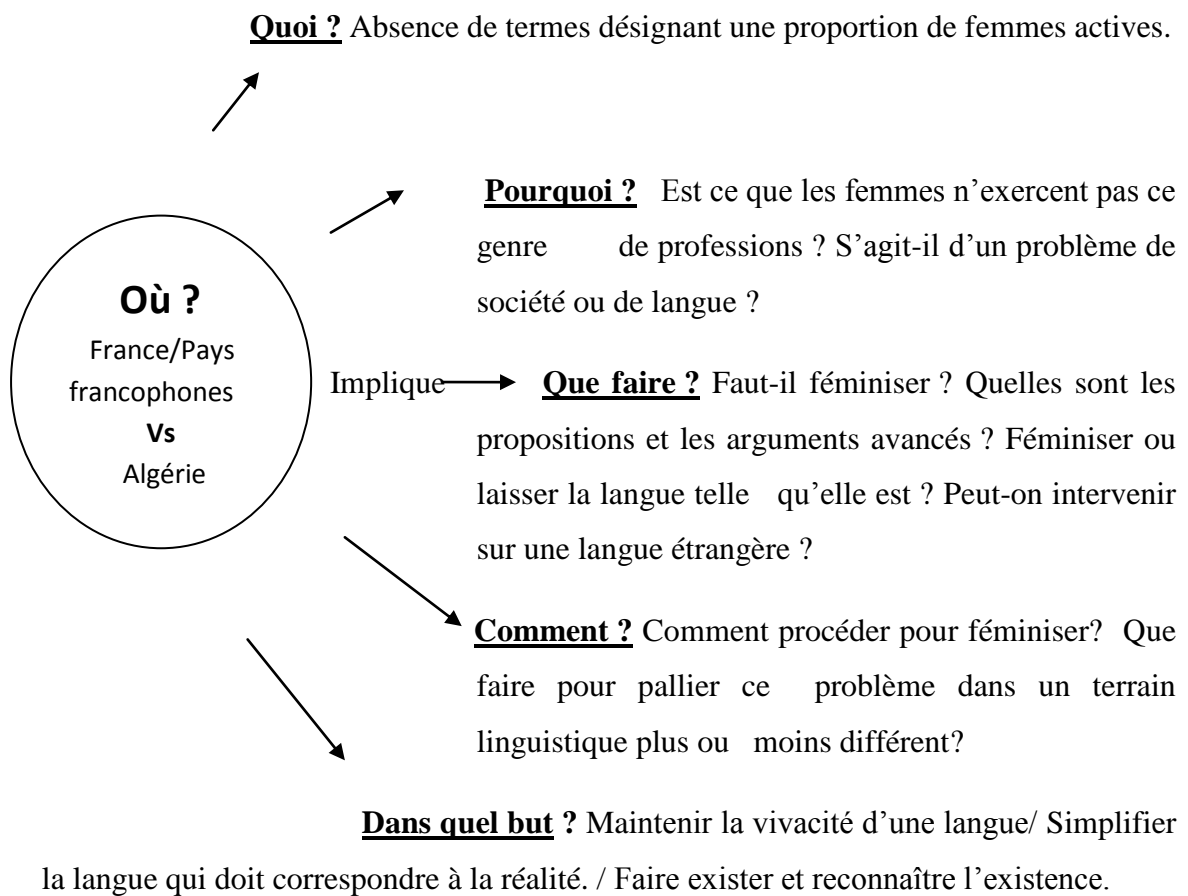 Quoi ? Absence de termes désignant une proportion de femmes actives.
Pourquoi ? Est ce que les femmes n’exercent pas ce
genre de professions ? S’agit-il d’un problème de
société ou de langue ?
Où ?
France/Pays
francophones
Vs
Algérie
Implique
Que faire ? Faut-il féminiser ? Quelles sont les
propositions et les arguments avancés ? Féminiser ou
laisser la langue telle qu’elle est ? Peut-on intervenir
sur une langue étrangère ?
Comment ? Comment procéder pour féminiser? Que
faire pour pallier ce problème dans un terrain
linguistique plus ou moins différent?
Dans quel but ? Maintenir la vivacité d’une langue/ Simplifier
la langue qui doit correspondre à la réalité. / Faire exister et reconnaître l’existence.